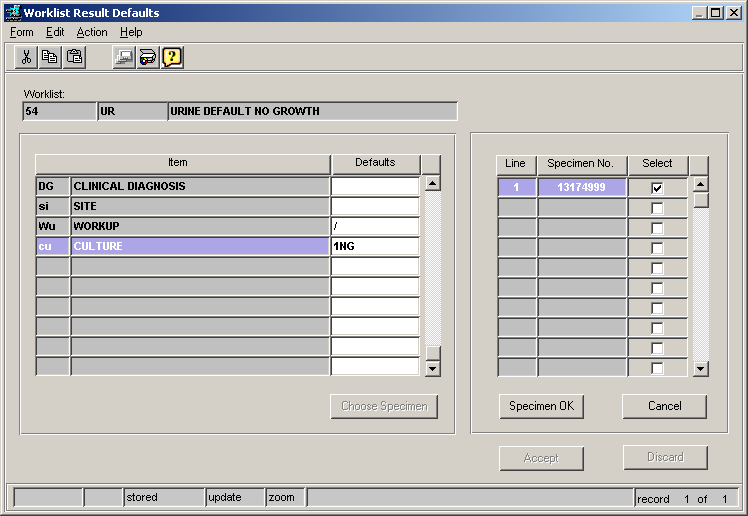 Worklist Result Defaults
Form Edit Action Help
Worklist:
54 UR URINE DEFAULT NO GROWTH
Item Defaults
DG CLINICAL DIAGNOSIS
si SITE
Wu WORKUP /
cu CULTURE 1NG
Choose Specimen
Line Specimen No. Select
1 13174999
Specimen OK Cancel
Accept Discard
stored update zoom record 1 of 1